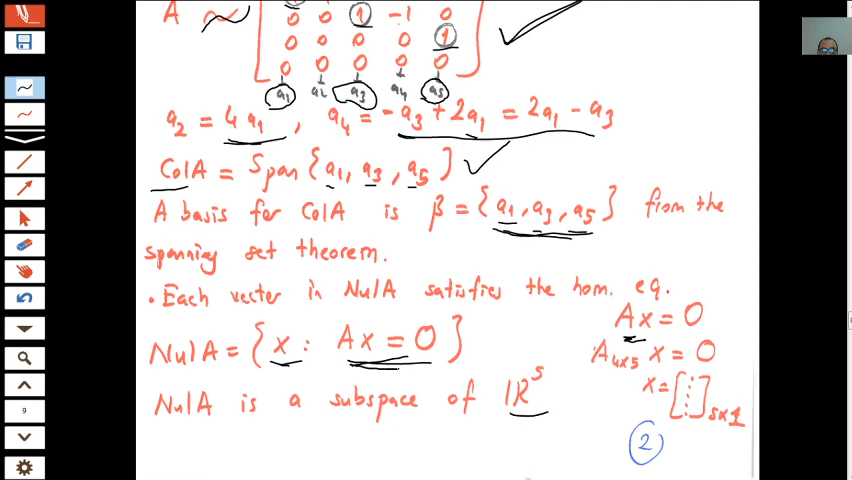 A ~ 0 0 1 -1 0
0 0 0 0 1
0 0 0 0 0
a1 a2 a3 a4 a5
a2 = 4a1, a4 = -a3 + 2a1 = 2a1 - a3
ColA = Span {a1, a3, a5}
A basis for ColA is β = {a1, a3, a5} from the
spanning set theorem.
• Each vector in NulA satisfies the hom. eq.
Ax = 0
NulA = {x : Ax = 0}
A4x5 x = 0
x = [⋮]5x1
NulA is a subspace of IR5
2
9